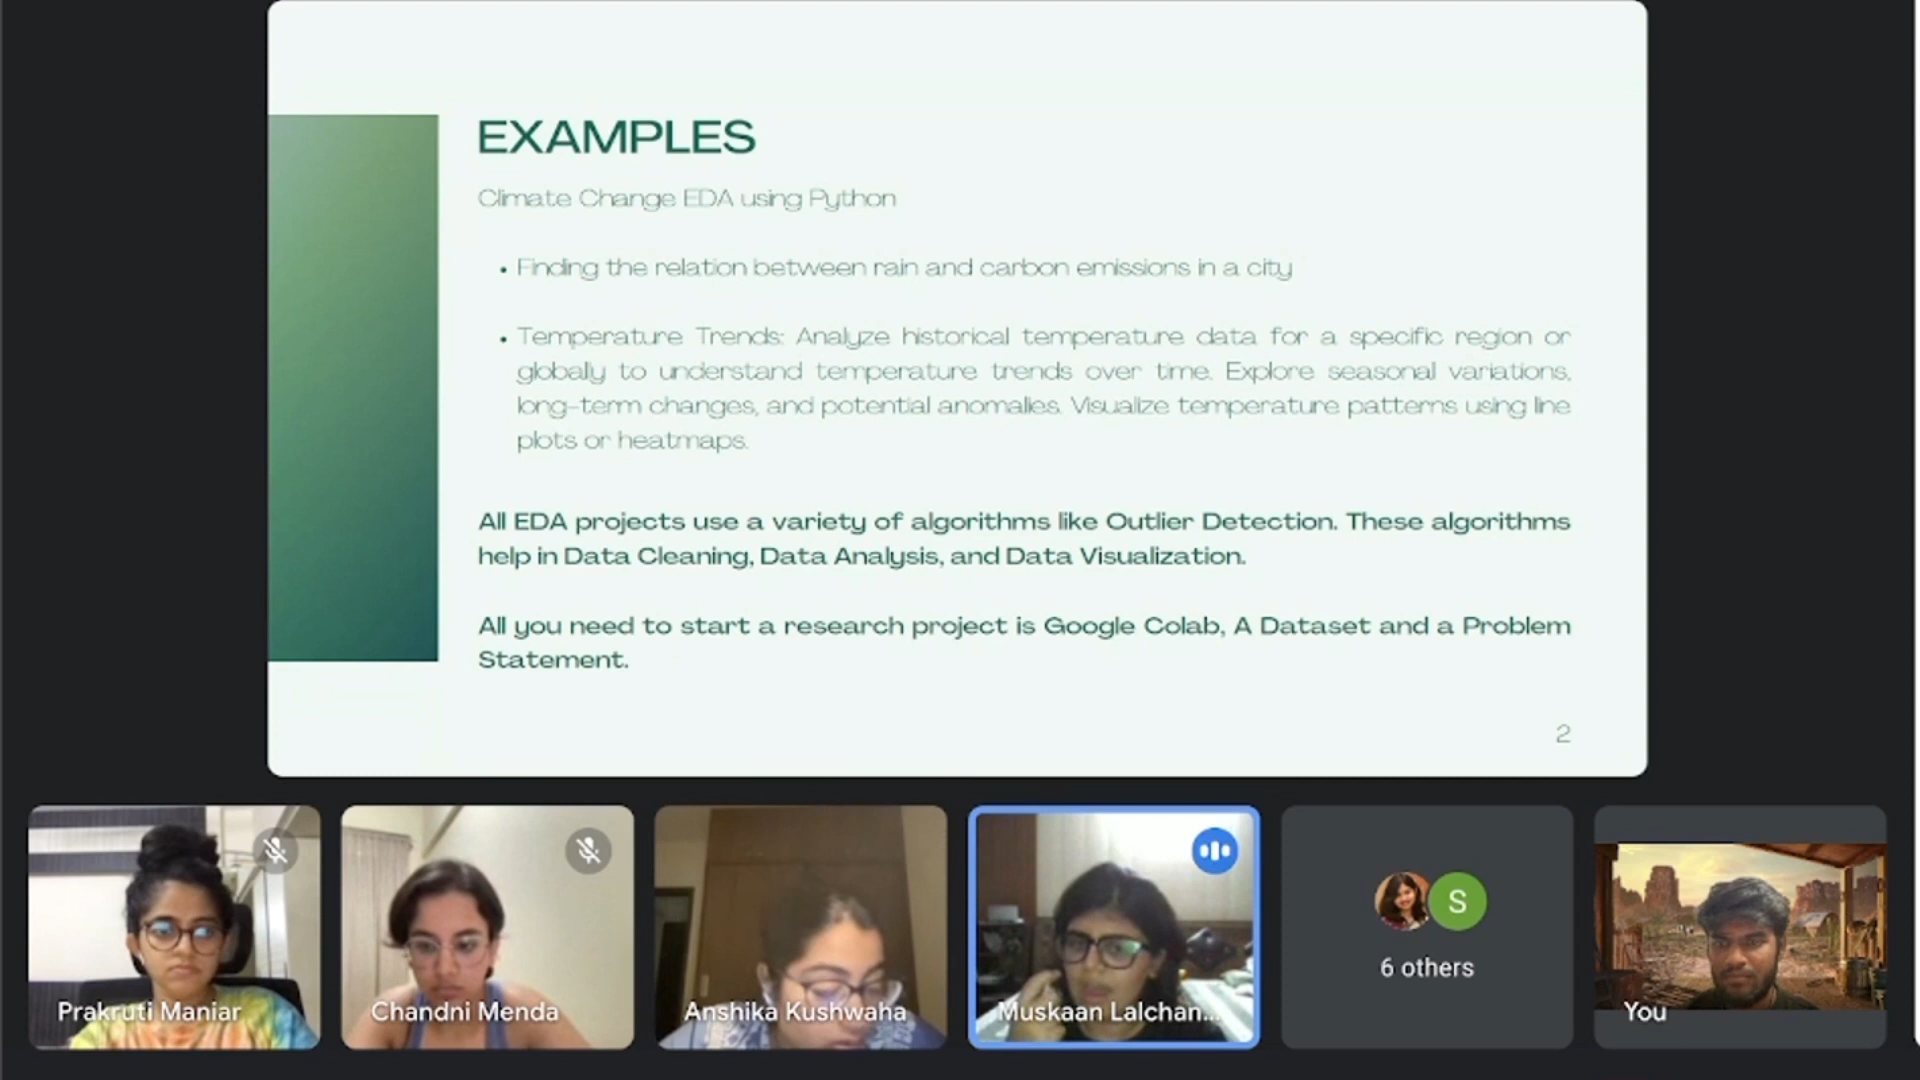 EXAMPLES
Climate Change EDA using Python
• Finding the relation between rain and carbon emissions in a city
• Temperature Trends: Analyze historical temperature data for a specific region or
globally to understand temperature trends over time. Explore seasonal variations,
long-term changes, and potential anomalies. Visualize temperature patterns using line
plots or heatmaps.
All EDA projects use a variety of algorithms like Outlier Detection. These algorithms
help in Data Cleaning, Data Analysis, and Data Visualization.
All you need to start a research project is Google Colab, A Dataset and a Problem
Statement.
2
Prakruti Maniar
Chandni Menda
Anshika Kushwaha
Muskaan Lalchan...
S
6 others
You